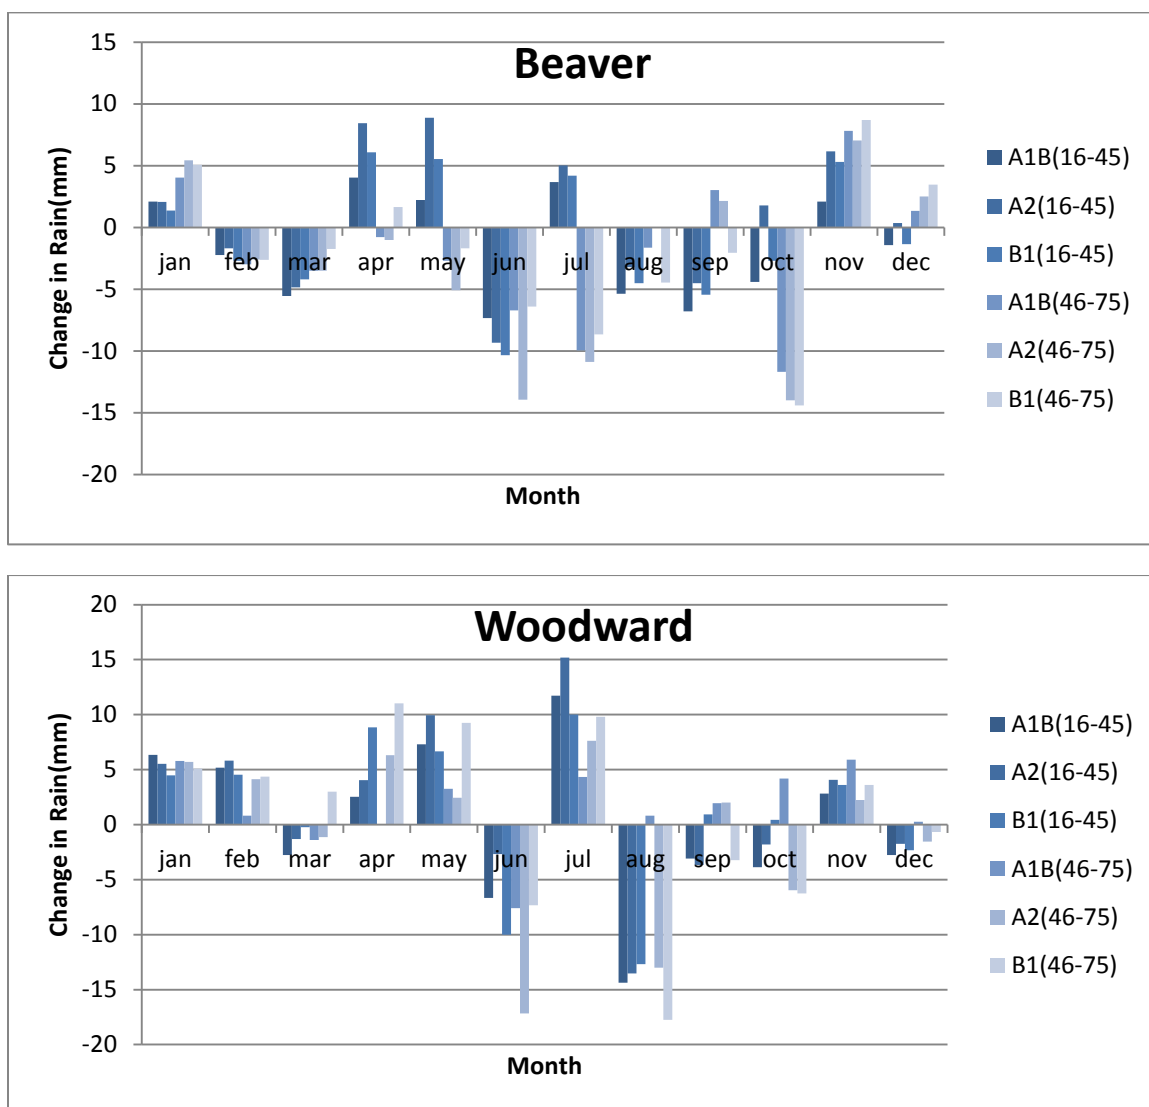 Beaver
15
10
5
0
-5
-10
-15
-20
Change in Rain(mm)
jan feb mar apr may jun jul aug sep oct nov dec
Month
A1B(16-45)
A2(16-45)
B1(16-45)
A1B(46-75)
A2(46-75)
B1(46-75)
Woodward
20
15
10
5
0
-5
-10
-15
-20
Change in Rain(mm)
jan feb mar apr may jun jul aug sep oct nov dec
Month
A1B(16-45)
A2(16-45)
B1(16-45)
A1B(46-75)
A2(46-75)
B1(46-75)